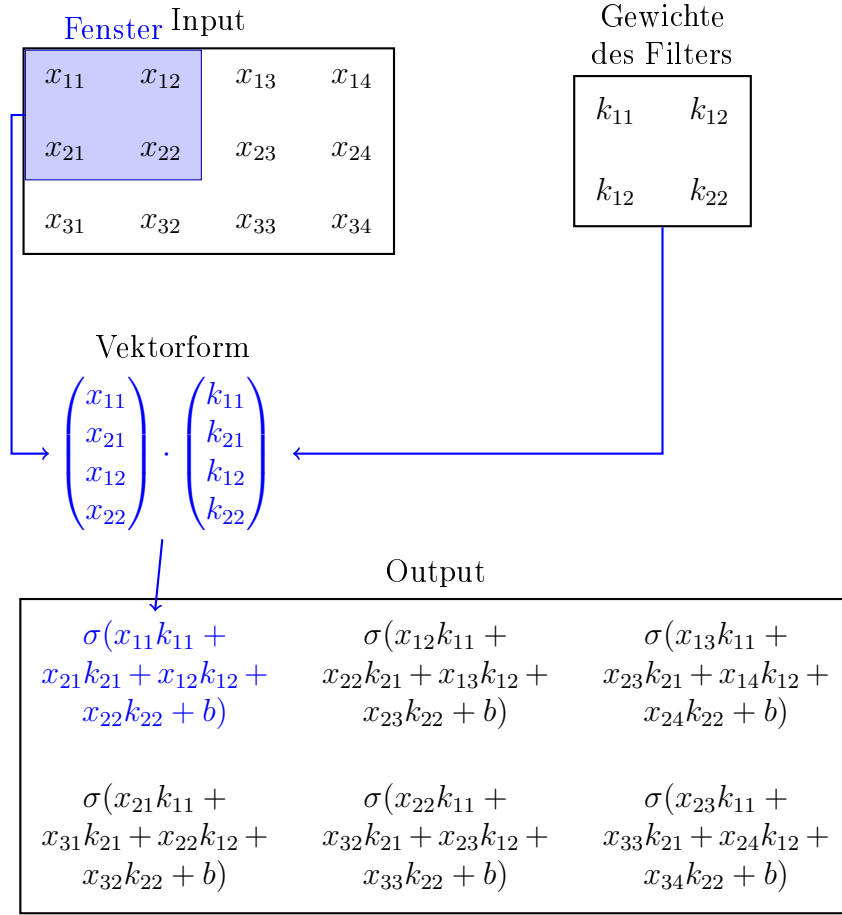 Fenster Input
x₁₁ x₁₂ x₁₃ x₁₄
x₂₁ x₂₂ x₂₃ x₂₄
x₃₁ x₃₂ x₃₃ x₃₄
Gewichte
des Filters
k₁₁ k₁₂
k₁₂ k₂₂
Vektorform
x₁₁ k₁₁
x₂₁ · k₂₁
x₁₂ k₁₂
x₂₂ k₂₂
Output
σ(x₁₁k₁₁ +
x₂₁k₂₁ + x₁₂k₁₂ +
x₂₂k₂₂ + b)
σ(x₁₂k₁₁ +
x₂₂k₂₁ + x₁₃k₁₂ +
x₂₃k₂₂ + b)
σ(x₁₃k₁₁ +
x₂₃k₂₁ + x₁₄k₁₂ +
x₂₄k₂₂ + b)
σ(x₂₁k₁₁ +
x₃₁k₂₁ + x₂₂k₁₂ +
x₃₂k₂₂ + b)
σ(x₂₂k₁₁ +
x₃₂k₂₁ + x₂₃k₁₂ +
x₃₃k₂₂ + b)
σ(x₂₃k₁₁ +
x₃₃k₂₁ + x₂₄k₁₂ +
x₃₄k₂₂ + b)